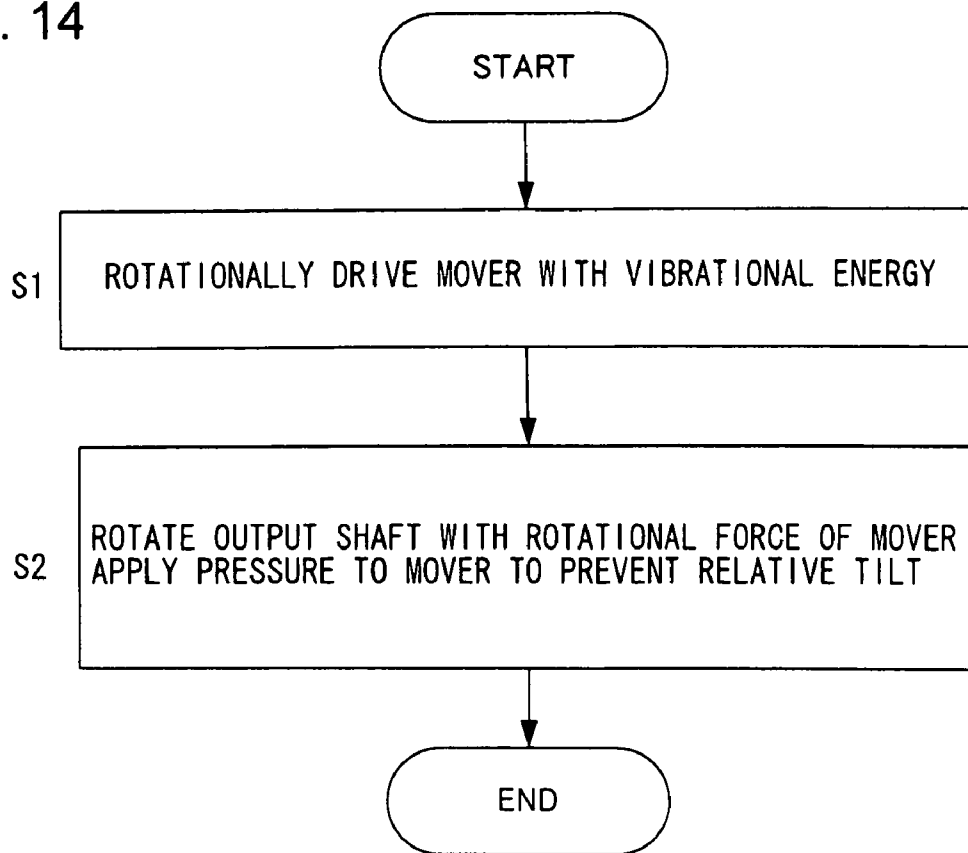 . 14
START
S1
ROTATIONALLY DRIVE MOVER WITH VIBRATIONAL ENERGY
S2
ROTATE OUTPUT SHAFT WITH ROTATIONAL FORCE OF MOVER
APPLY PRESSURE TO MOVER TO PREVENT RELATIVE TILT
END